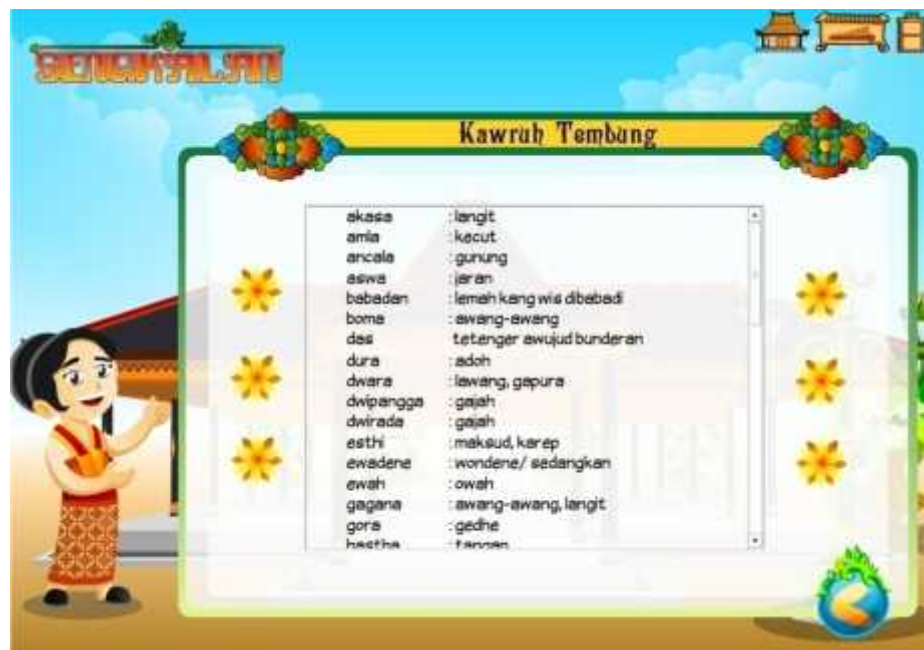 SENGKALAN
Kawruh Tembung
akasa : langit
amla : kecut
ancala : gunung
aswa : jaran
babadan : lemah kang wis dibabadi
boma : awang-awang
das tetenger awujud bunderan
dura : adoh
dwara : lawang, gapura
dwipangga : gajah
dwirada : gajah
esthi : maksud, karep
ewadene : wondene/ sedangkan
ewah : owah
gagana : awang-awang, langit
gora : gedhe
hastha : tangan